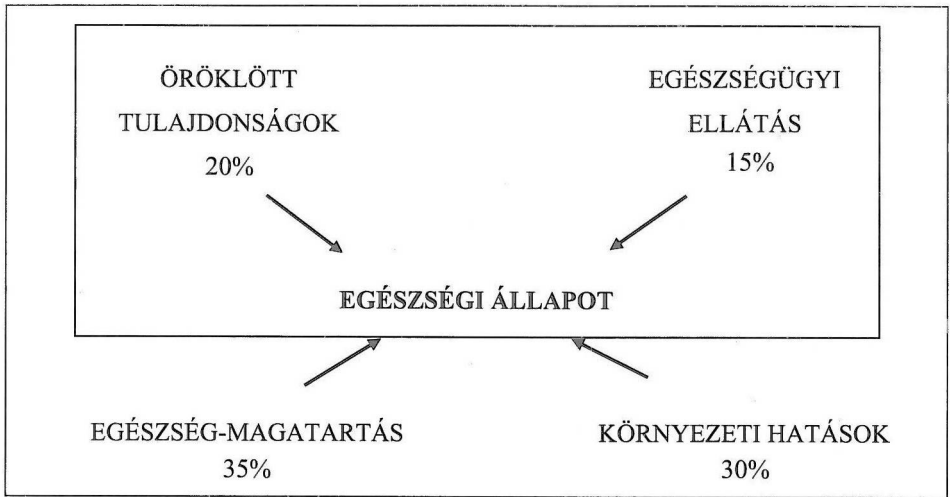 ÖRÖKLÖTT
TULAJDONSÁGOK
20%
EGÉSZSÉGÜGYI
ELLÁTÁS
15%
EGÉSZSÉGI ÁLLAPOT
EGÉSZSÉG-MAGATARTÁS
35%
KÖRNYEZETI HATÁSOK
30%